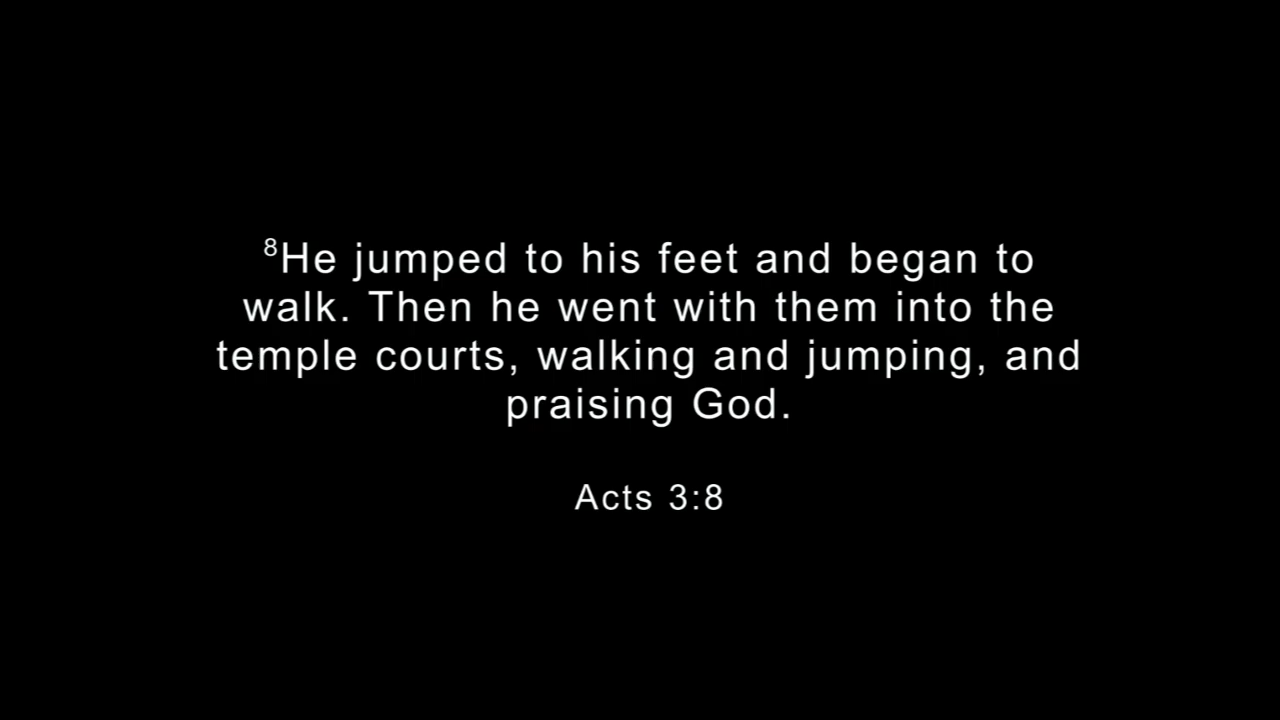 ⁸He jumped to his feet and began to
walk. Then he went with them into the
temple courts, walking and jumping, and
praising God.
Acts 3:8